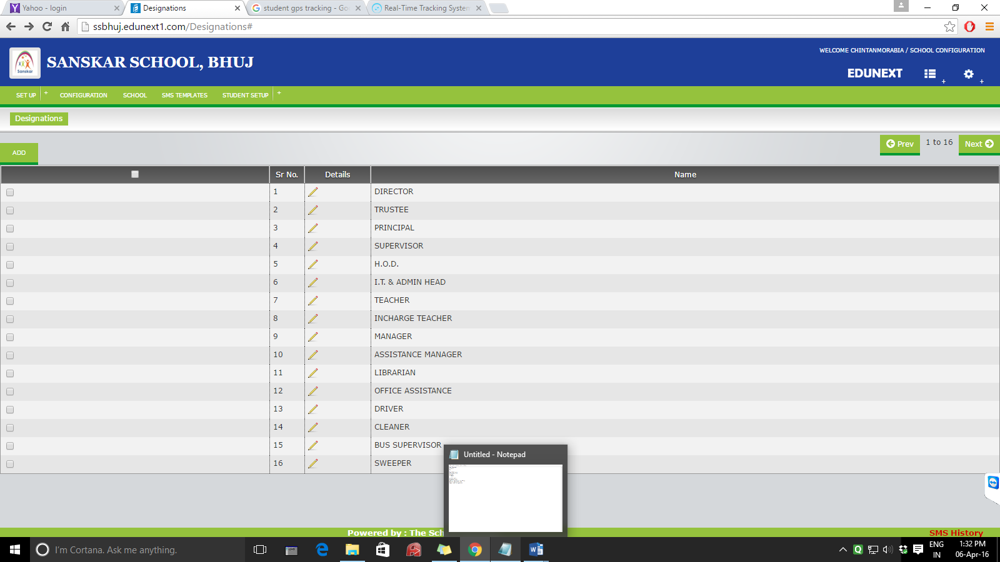 Yahoo - login
Designations
student gps tracking - Go
Real-Time Tracking System
ssbhuj.edunext1.com/Designations#
Sanskar
SANSKAR SCHOOL, BHUJ
WELCOME CHINTANMORABIA / SCHOOL CONFIGURATION
EDUNEXT
SET UP + CONFIGURATION SCHOOL SMS TEMPLATES STUDENT SETUP +
Designations
ADD
Prev 1 to 16 Next
Sr No. Details Name
1 DIRECTOR
2 TRUSTEE
3 PRINCIPAL
4 SUPERVISOR
5 H.O.D.
6 I.T. & ADMIN HEAD
7 TEACHER
8 INCHARGE TEACHER
9 MANAGER
10 ASSISTANCE MANAGER
11 LIBRARIAN
12 OFFICE ASSISTANCE
13 DRIVER
14 CLEANER
15 BUS SUPERVISOR
16 SWEEPER
Untitled - Notepad
Powered by : The Sch
SMS History
I'm Cortana. Ask me anything.
ENG
IN
1:32 PM
06-Apr-16